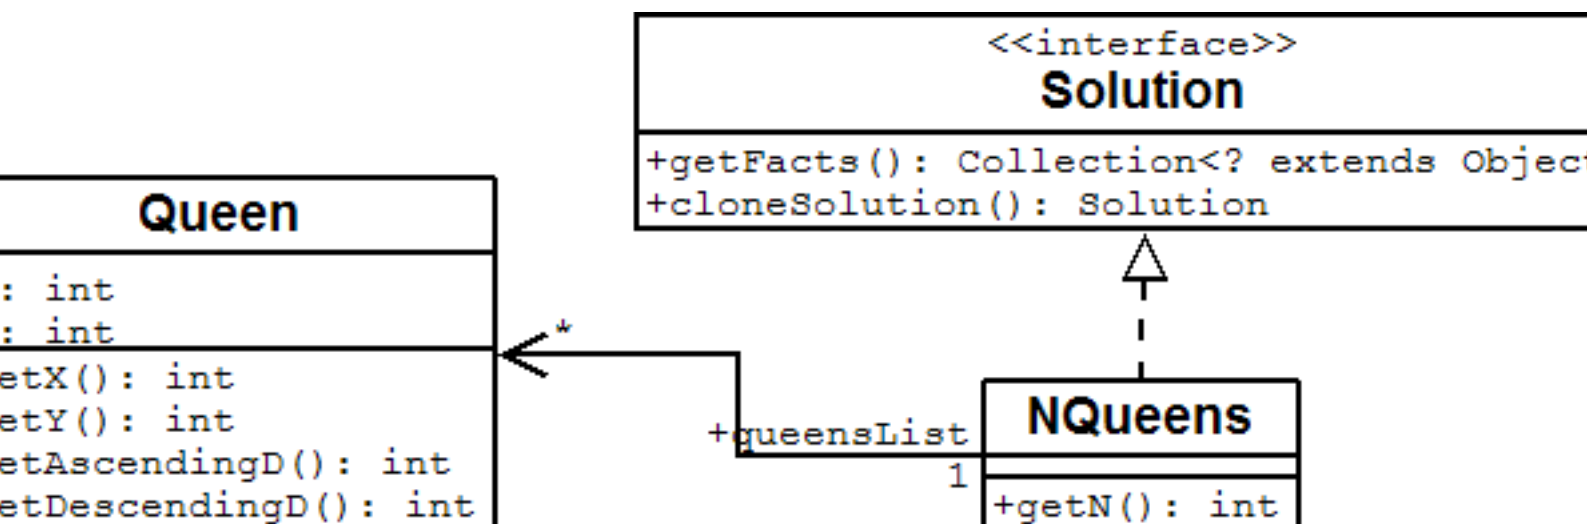 <<interface>>
Solution
+getFacts(): Collection<? extends Object
+cloneSolution(): Solution
Queen
: int
: int
etX(): int
etY(): int
etAscendingD(): int
etDescendingD(): int
*
+queensList
1
NQueens
+getN(): int